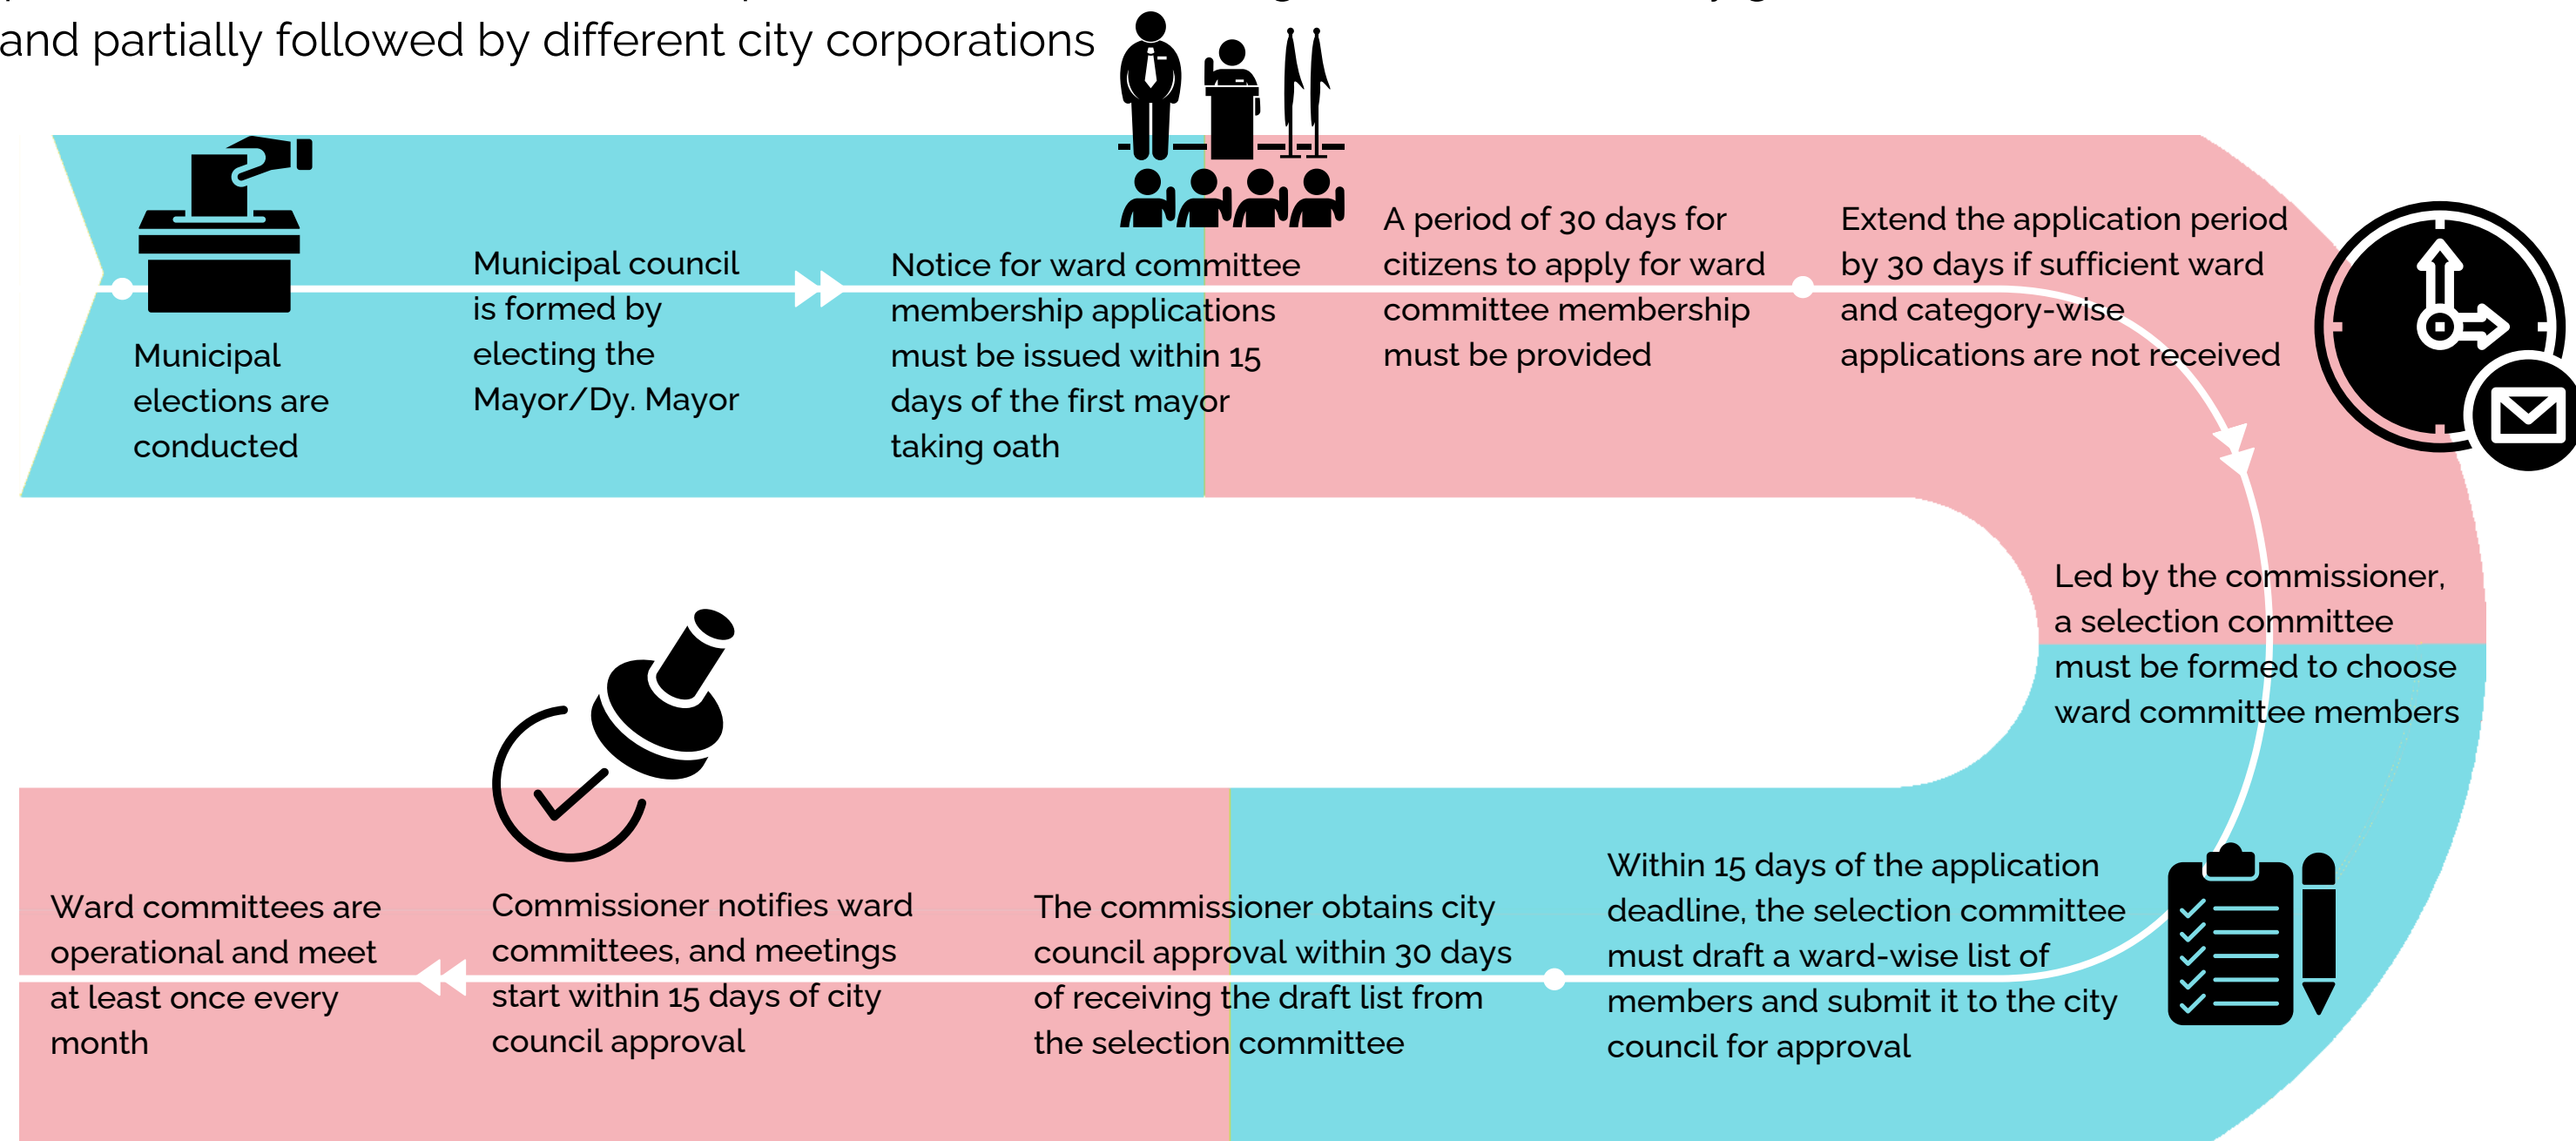 and partially followed by different city corporations
Municipal
elections are
conducted
Municipal council
is formed by
electing the
Mayor/Dy. Mayor
Notice for ward committee
membership applications
must be issued within 15
days of the first mayor
taking oath
A period of 30 days for
citizens to apply for ward
committee membership
must be provided
Extend the application period
by 30 days if sufficient ward
and category-wise
applications are not received
Led by the commissioner,
a selection committee
must be formed to choose
ward committee members
Within 15 days of the application
deadline, the selection committee
must draft a ward-wise list of
members and submit it to the city
council for approval
The commissioner obtains city
council approval within 30 days
of receiving the draft list from
the selection committee
Commissioner notifies ward
committees, and meetings
start within 15 days of city
council approval
Ward committees are
operational and meet
at least once every
month